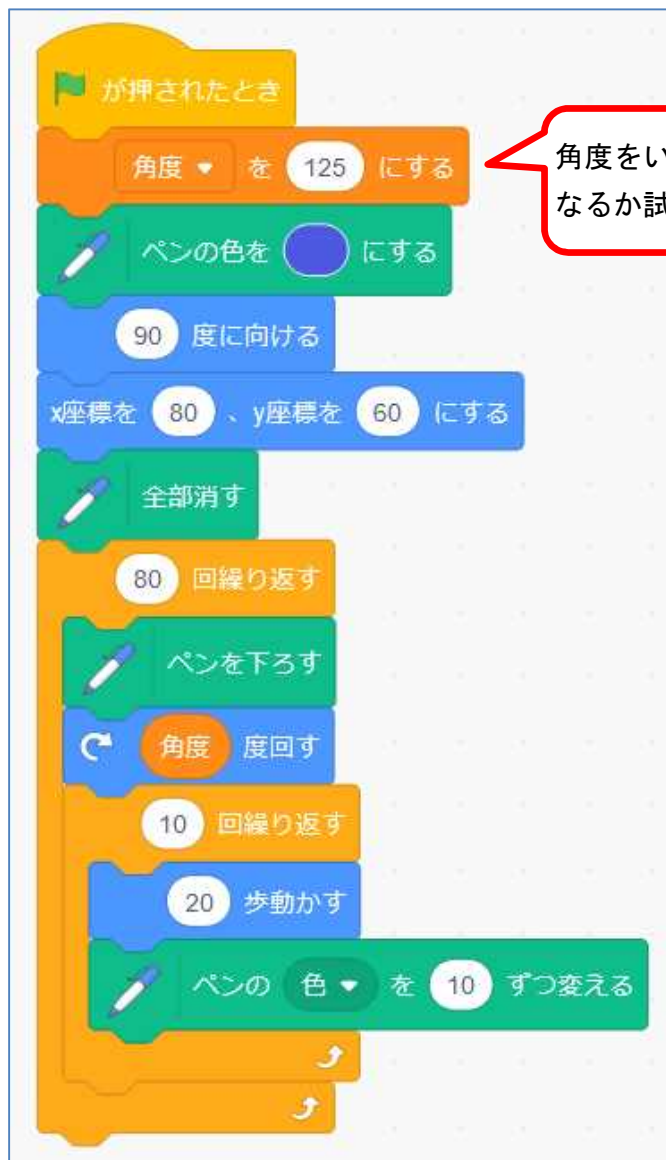 が押されたとき
角度 を 125 にする
角度をい
なるか試
ペンの色を にする
90 度に向ける
x座標を 80 、y座標を 60 にする
全部消す
80 回繰り返す
ペンを下ろす
角度 度回す
10 回繰り返す
20 歩動かす
ペンの 色 を 10 ずつ変える